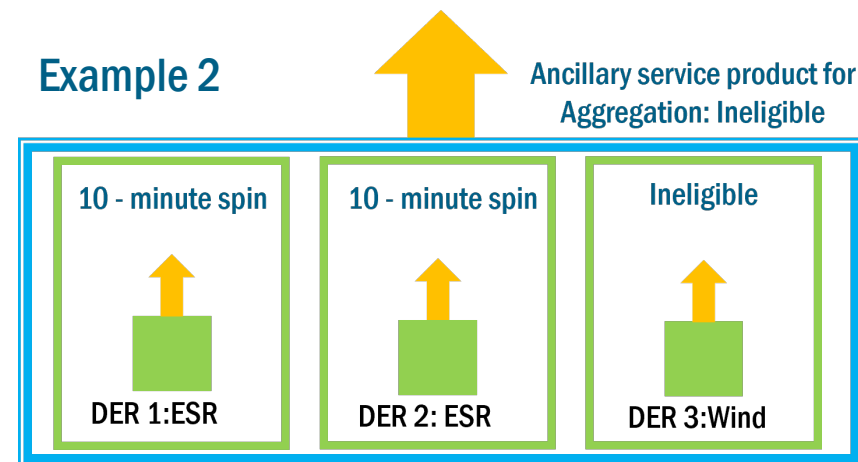 Example 2
Ancillary service product for
Aggregation: Ineligible
10 - minute spin
10 - minute spin
Ineligible
DER 1:ESR
DER 2: ESR
DER 3:Wind